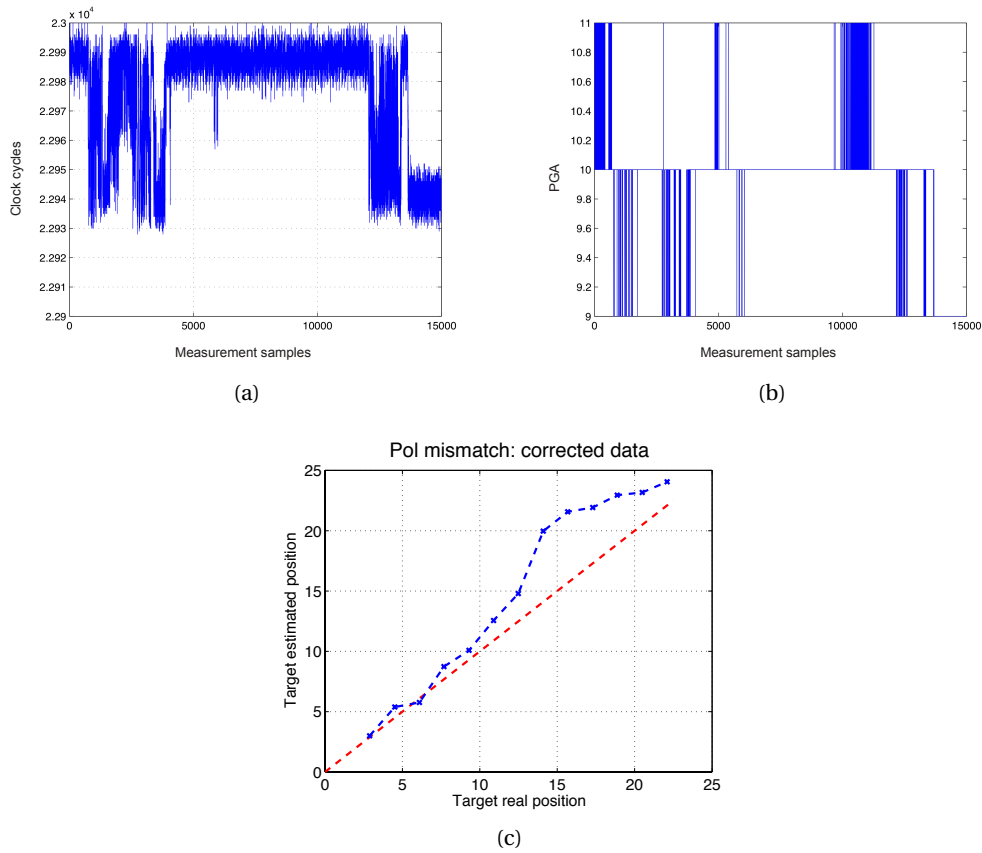 x 10^4
2.3
2.299
2.298
2.297
2.296
2.295
2.294
2.293
2.292
2.291
2.29
Clock cycles
0 5000 10000 15000
Measurement samples
(a)
11
10.8
10.6
10.4
10.2
10
9.8
9.6
9.4
9.2
9
PGA
0 5000 10000 15000
Measurement samples
(b)
Pol mismatch: corrected data
25
20
15
10
5
0
Target estimated position
0 5 10 15 20 25
Target real position
(c)